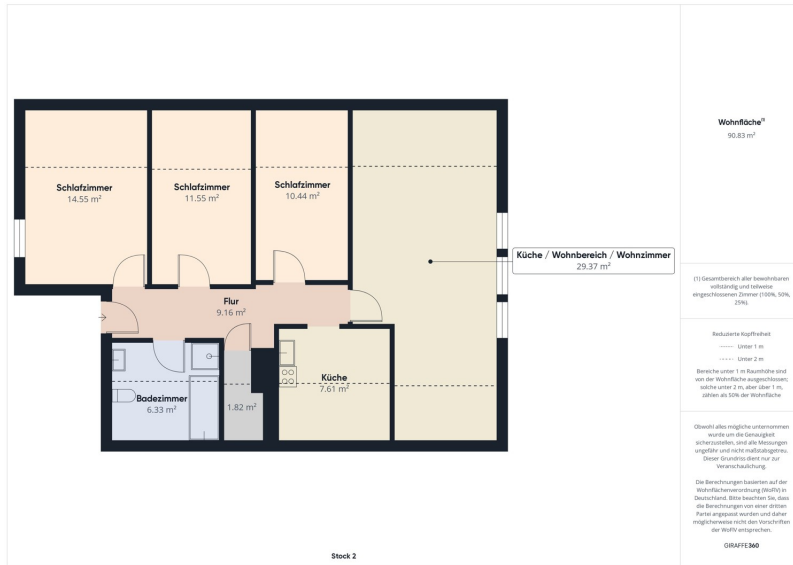 Schlafzimmer
14.55 m²
Schlafzimmer
11.55 m²
Schlafzimmer
10.44 m²
Küche / Wohnbereich / Wohnzimmer
29.37 m²
Flur
9.16 m²
Küche
7.61 m²
Badezimmer
6.33 m²
1.82 m²
Stock 2
Wohnfläche⁽¹⁾
90.83 m²
(1) Gesamtbereich aller bewohnbaren
vollständig und teilweise
eingeschlossenen Zimmer (100%, 50%,
25%).
Reduzierte Kopffreiheit
Unter 1 m
Unter 2 m
Bereiche unter 1 m Raumhöhe sind
von der Wohnfläche ausgeschlossen;
solche unter 2 m, aber über 1 m,
zählen als 50% der Wohnfläche
Obwohl alles mögliche unternommen
wurde um die Genauigkeit
sicherzustellen, sind alle Messungen
ungefähr und nicht maßstabsgetreu.
Dieser Grundriss dient nur zur
Veranschaulichung.
Die Berechnungen basierten auf der
Wohnflächenverordnung (WoFlV) in
Deutschland. Bitte beachten Sie, dass
die Berechnungen von einer dritten
Partei angepasst wurden und daher
möglicherweise nicht den Vorschriften
der WoFlV entsprechen.
GIRAFFE360